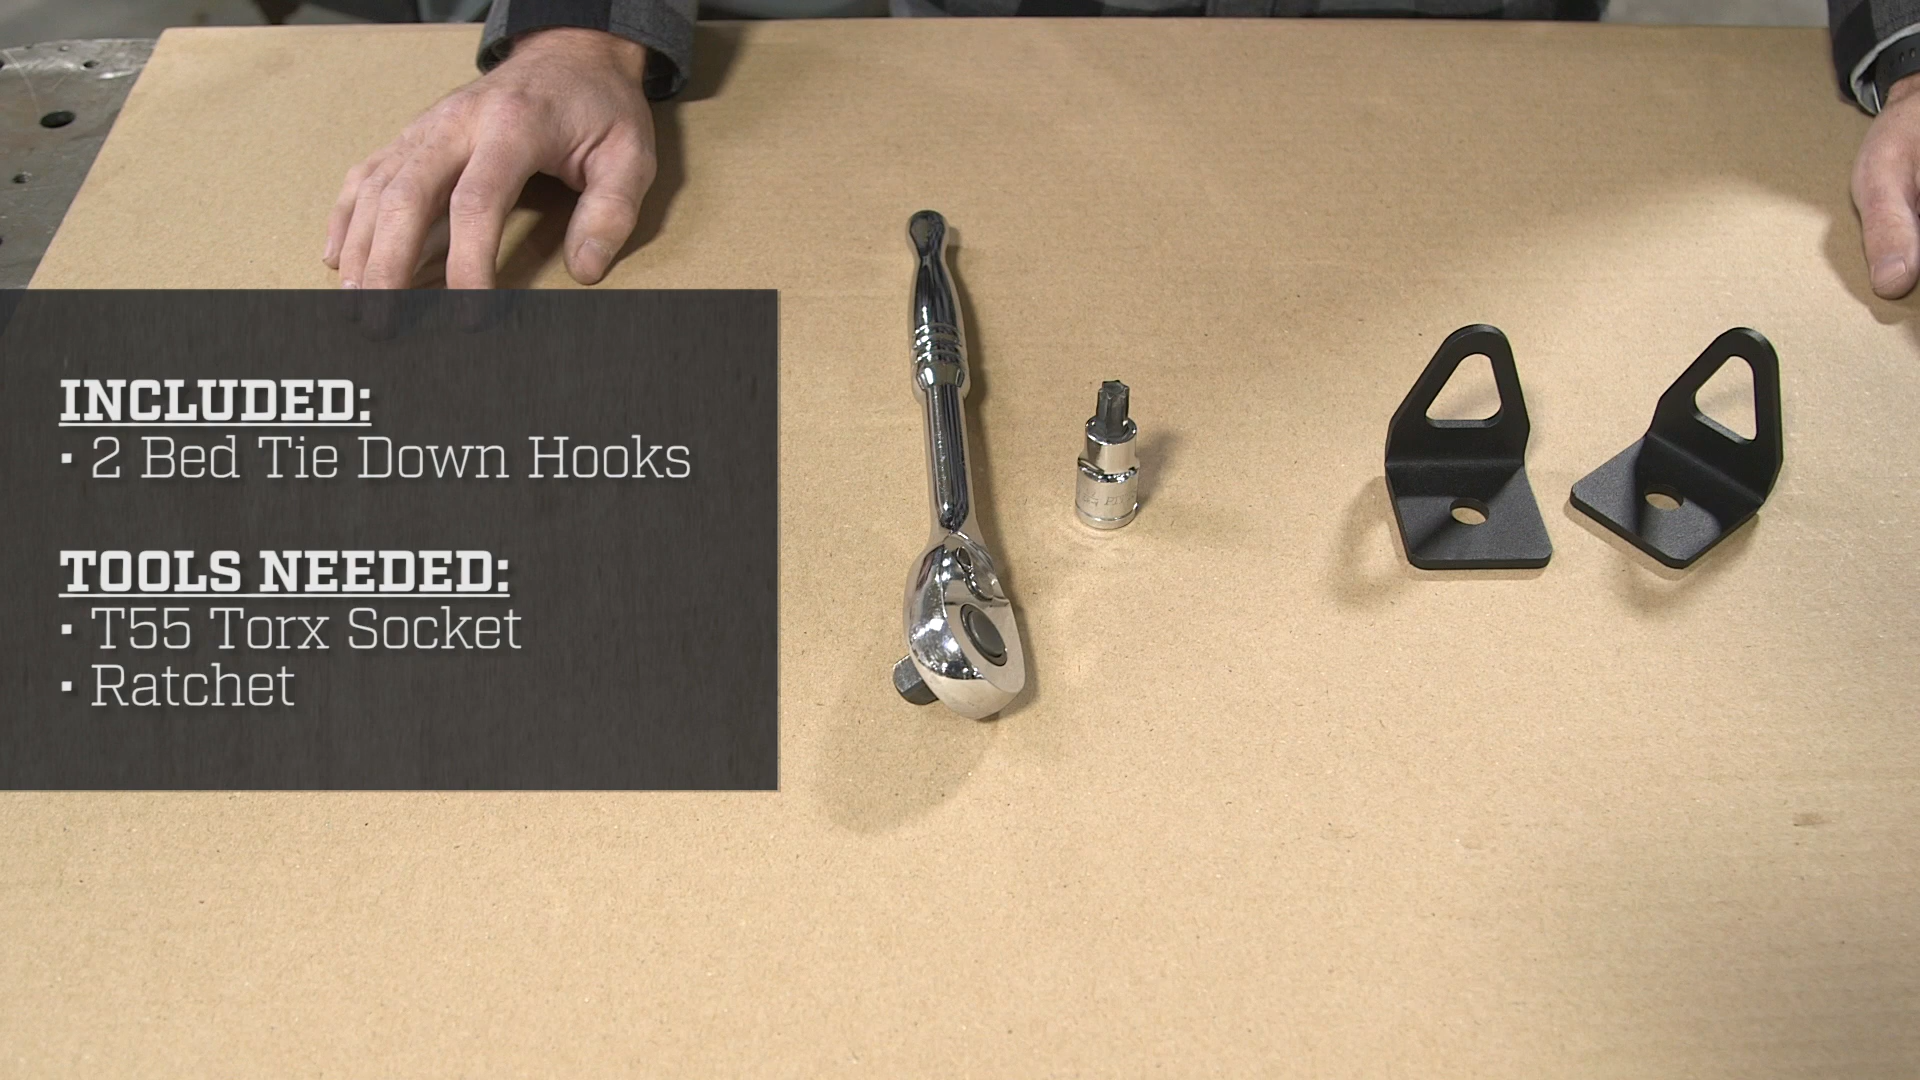 INCLUDED:
· 2 Bed Tie Down Hooks
TOOLS NEEDED:
· T55 Torx Socket
· Ratchet